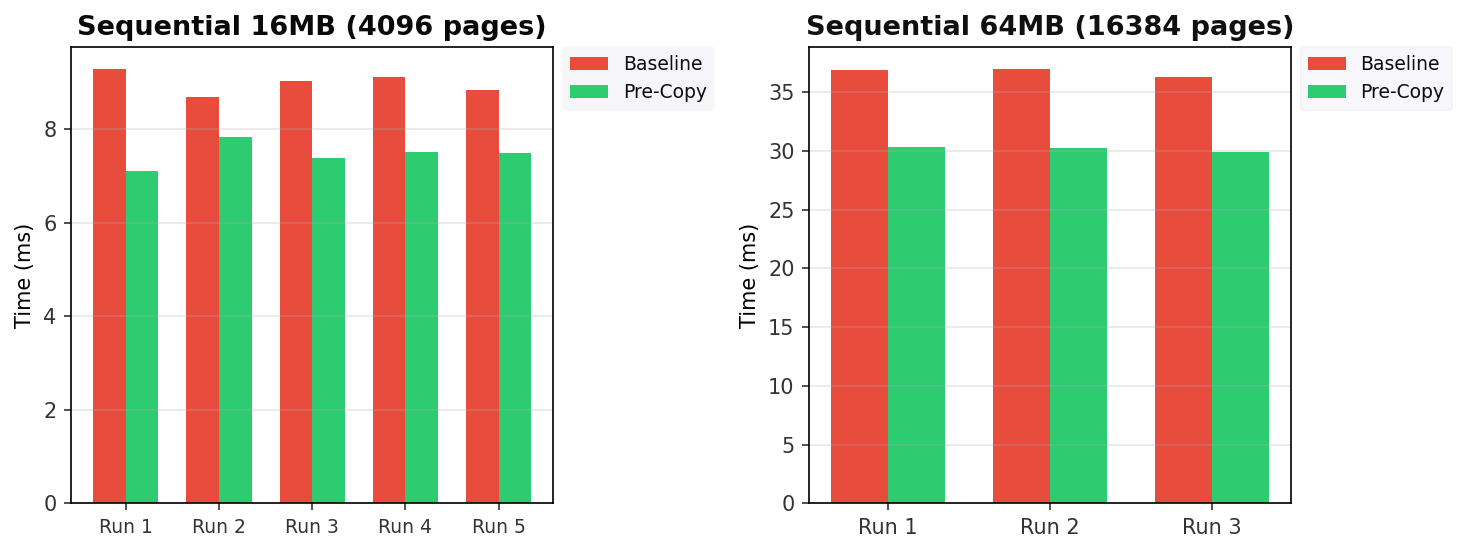 Sequential 16MB (4096 pages)
Baseline
Pre-Copy
8
6
4
2
0
Time (ms)
Run 1 Run 2 Run 3 Run 4 Run 5
Sequential 64MB (16384 pages)
Baseline
Pre-Copy
35
30
25
20
15
10
5
0
Time (ms)
Run 1 Run 2 Run 3